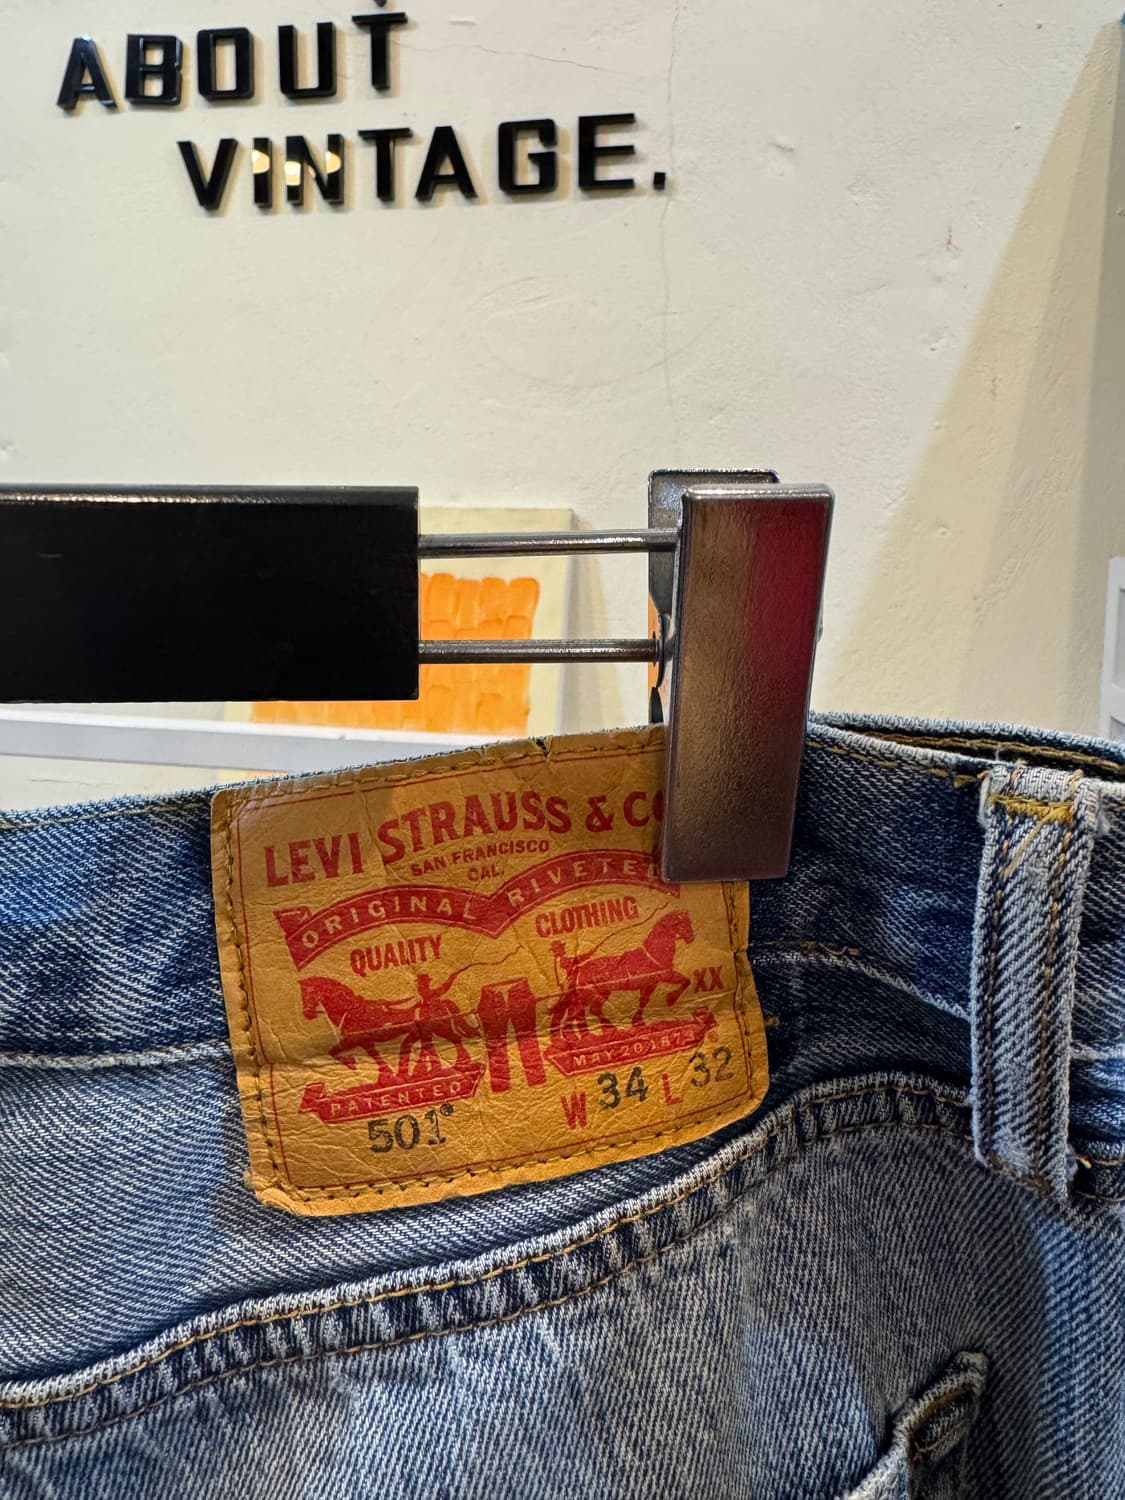 ABOUT
VINTAGE.
LEVI STRAUSS & CO
SAN FRANCISCO
CAL.
ORIGINAL RIVETED
QUALITY CLOTHING
XX
PATENTED MAY 20 1873 ®
501® W 34 L 32